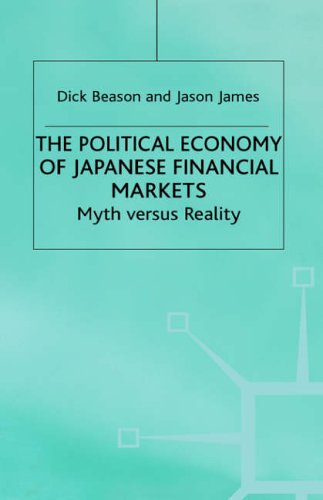 Dick Beason and Jason James
THE POLITICAL ECONOMY
OF JAPANESE FINANCIAL
MARKETS
Myth versus Reality